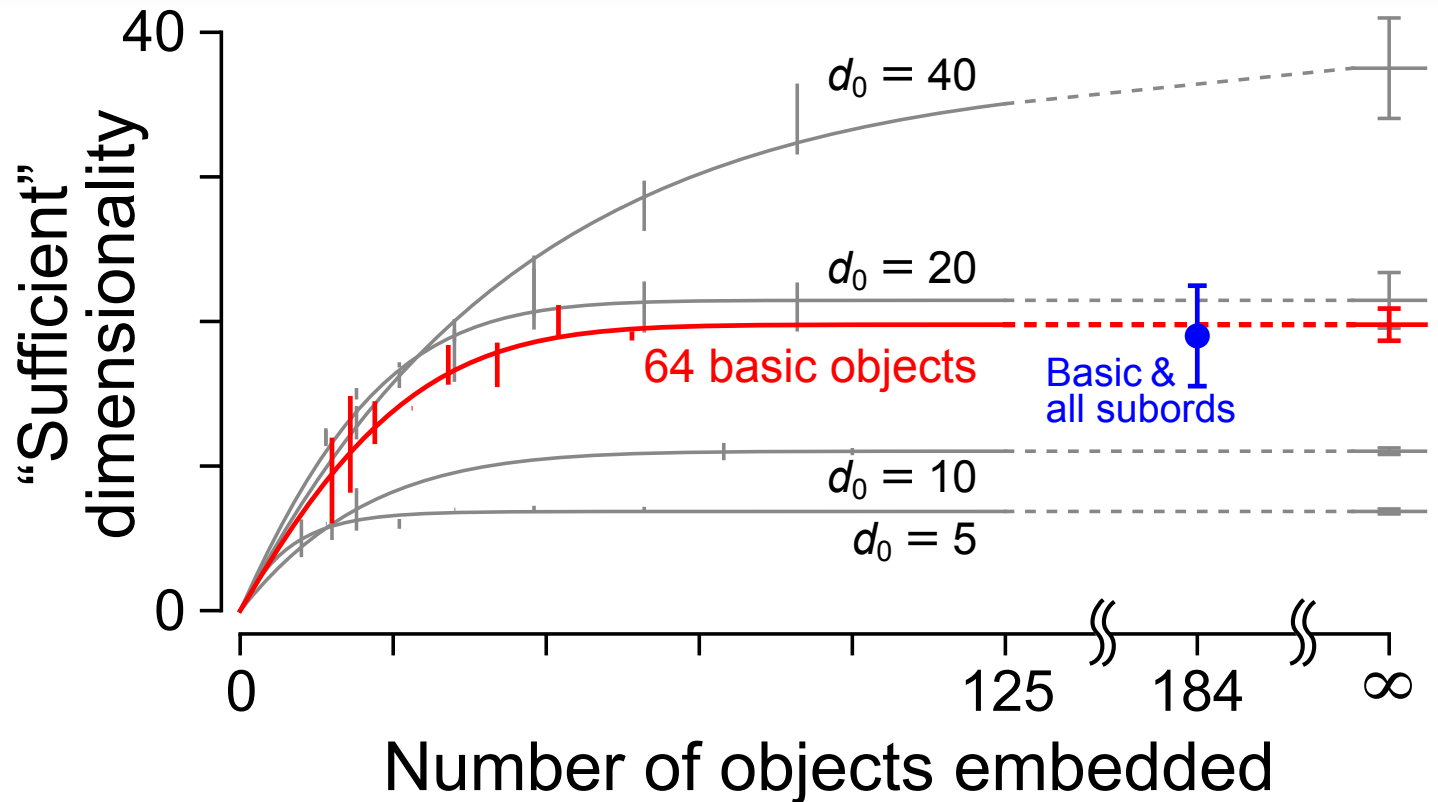 40
“Sufficient”
dimensionality
0
d₀ = 40
d₀ = 20
64 basic objects
Basic &
all subords
d₀ = 10
d₀ = 5
0
125
184
∞
Number of objects embedded